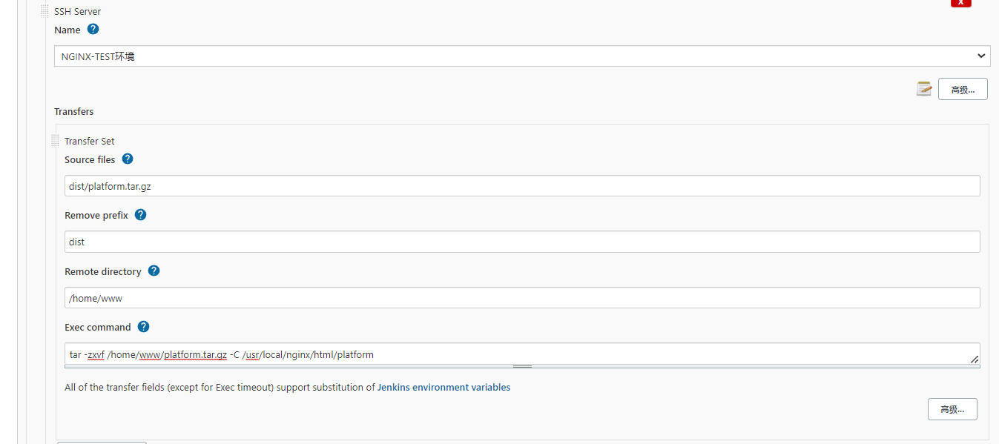 X
SSH Server
Name ?
NGINX-TEST环境
高级...
Transfers
Transfer Set
Source files ?
dist/platform.tar.gz
Remove prefix ?
dist
Remote directory ?
/home/www
Exec command ?
tar -zxvf /home/www/platform.tar.gz -C /usr/local/nginx/html/platform
All of the transfer fields (except for Exec timeout) support substitution of Jenkins environment variables
高级...